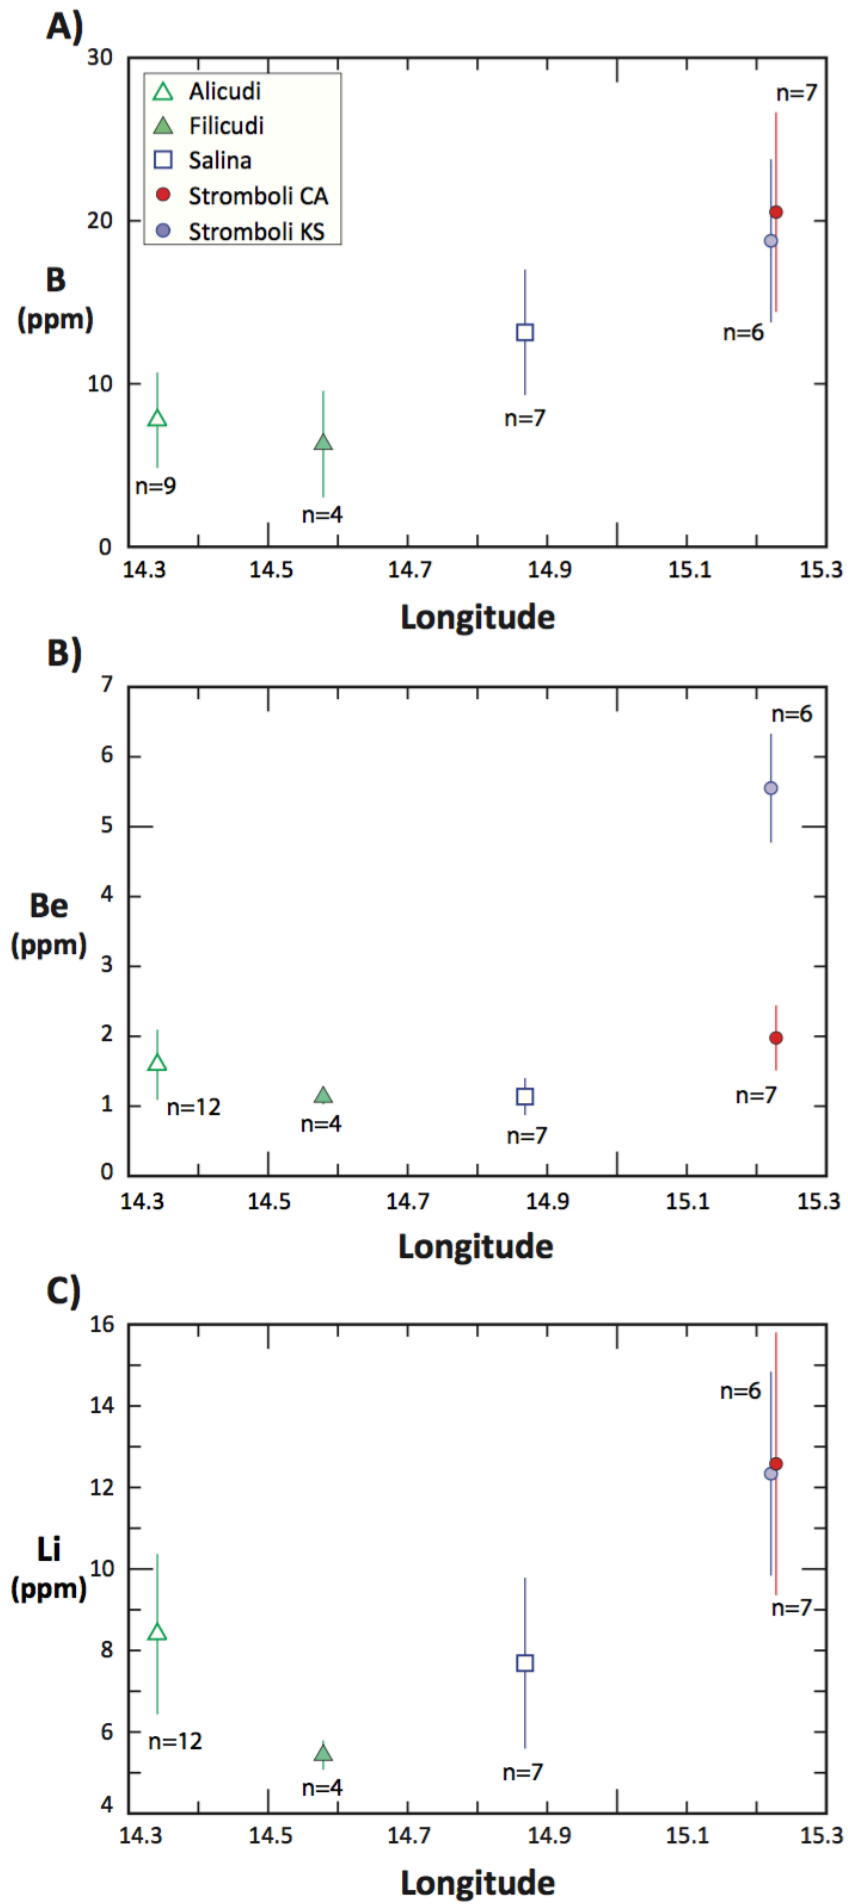 A)
30
n=7
Alicudi
Filicudi
Salina
Stromboli CA
Stromboli KS
20
B
(ppm)
n=6
10
n=7
n=9
n=4
0
14.3 14.5 14.7 14.9 15.1 15.3
Longitude
B)
7
n=6
6
5
4
Be
(ppm)
3
2
1
n=12
n=4
n=7
n=7
0
14.3 14.5 14.7 14.9 15.1 15.3
Longitude
C)
16
n=6
14
12
10
Li
(ppm)
n=7
8
6
n=12
n=4
n=7
4
14.3 14.5 14.7 14.9 15.1 15.3
Longitude